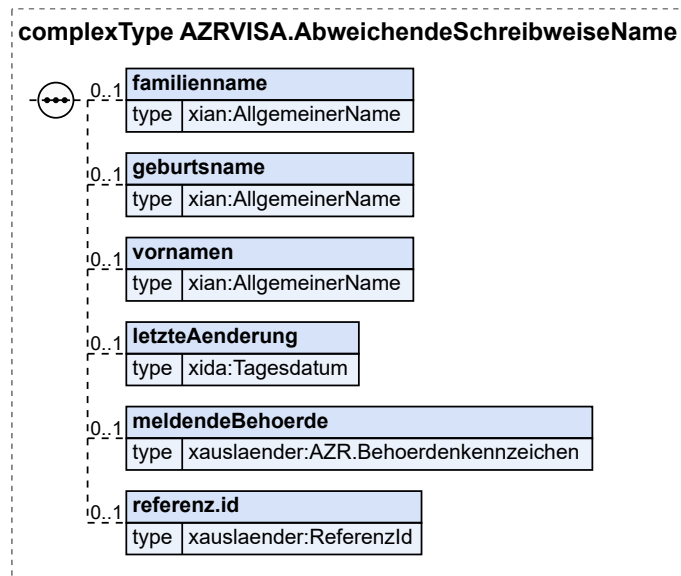 complexType AZRVISA.AbweichendeSchreibweiseName
0..1 familienname
type xian:AllgemeinerName
0..1 geburtsname
type xian:AllgemeinerName
0..1 vornamen
type xian:AllgemeinerName
0..1 letzteAenderung
type xida:Tagesdatum
0..1 meldendeBehoerde
type xauslaender:AZR.Behoerdenkennzeichen
0..1 referenz.id
type xauslaender:ReferenzId